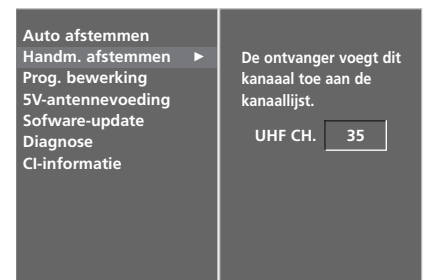 Auto afstemmen
Handm. afstemmen ►
Prog. bewerking
5V-antennevoeding
Sofware-update
Diagnose
CI-informatie
De ontvanger voegt dit
kanaaal toe aan de
kanaallijst.
UHF CH. 35